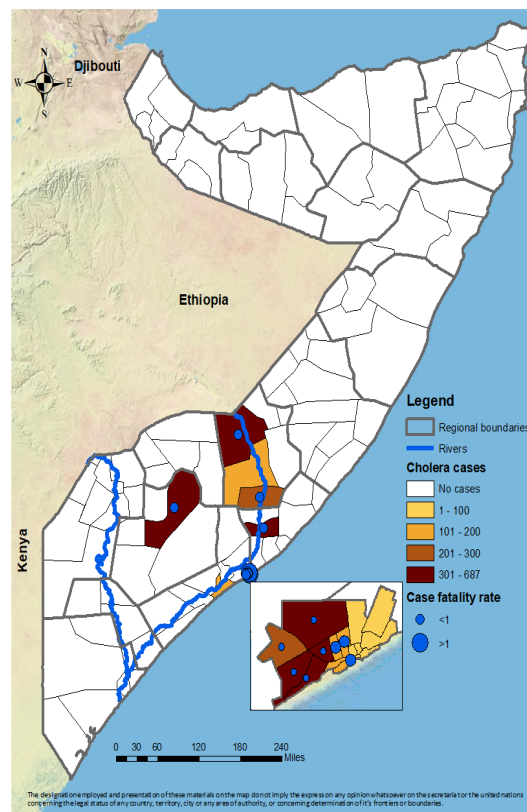 N
W E
S
Djibouti
Ethiopia
Kenya
Legend
Regional boundaries
Rivers
Cholera cases
No cases
1 - 100
101 - 200
201 - 300
301 - 687
Case fatality rate
<1
>1
0 30 60 120 180 240
Miles
The designation employed and presentation of these materials on the map do not imply the express on any opinion whatsoever on the secretariat or the united nations
concerning the legal status of any country, territory, city or any area of authority, or concerning determination of it's frontiers or boundaries.